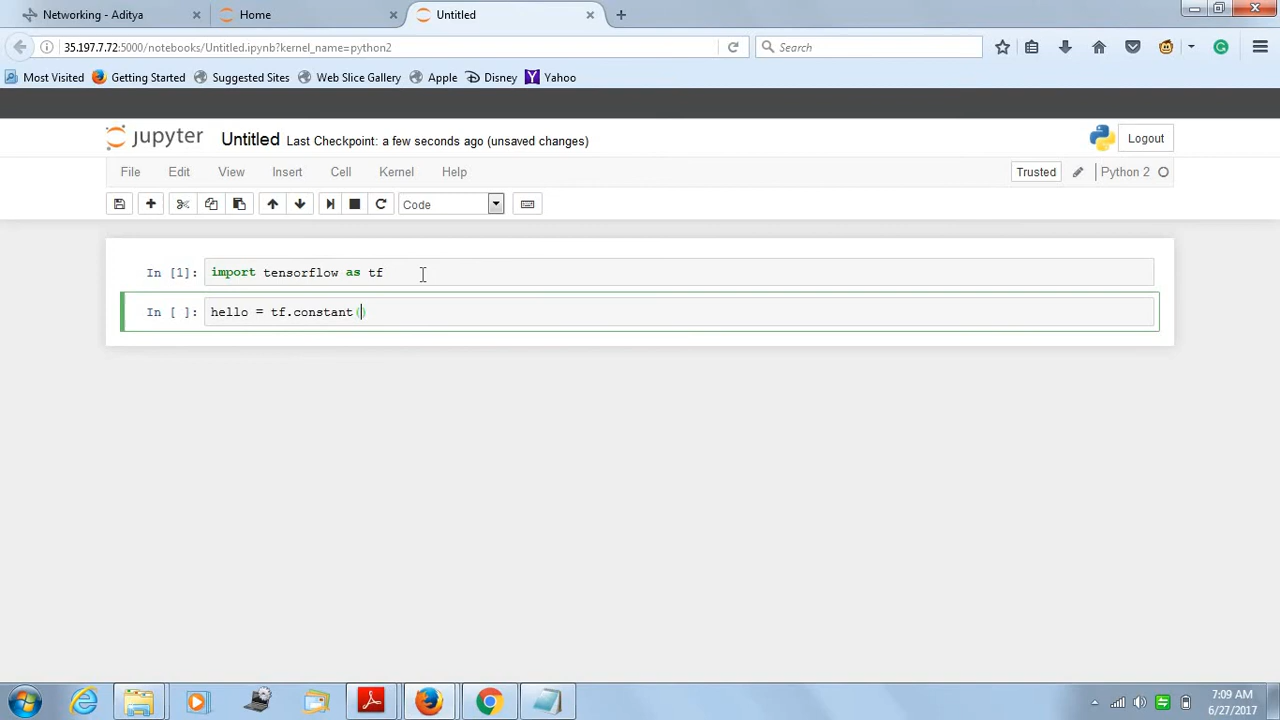 Networking - Aditya
Home
Untitled
35.197.7.72:5000/notebooks/Untitled.ipynb?kernel_name=python2
Search
Most Visited
Getting Started
Suggested Sites
Web Slice Gallery
Apple
Disney
Yahoo
jupyter
Untitled
Last Checkpoint: a few seconds ago (unsaved changes)
Logout
File
Edit
View
Insert
Cell
Kernel
Help
Trusted
Python 2
Code
In [1]: import tensorflow as tf
In [ ]: hello = tf.constant()
7:09 AM
6/27/2017